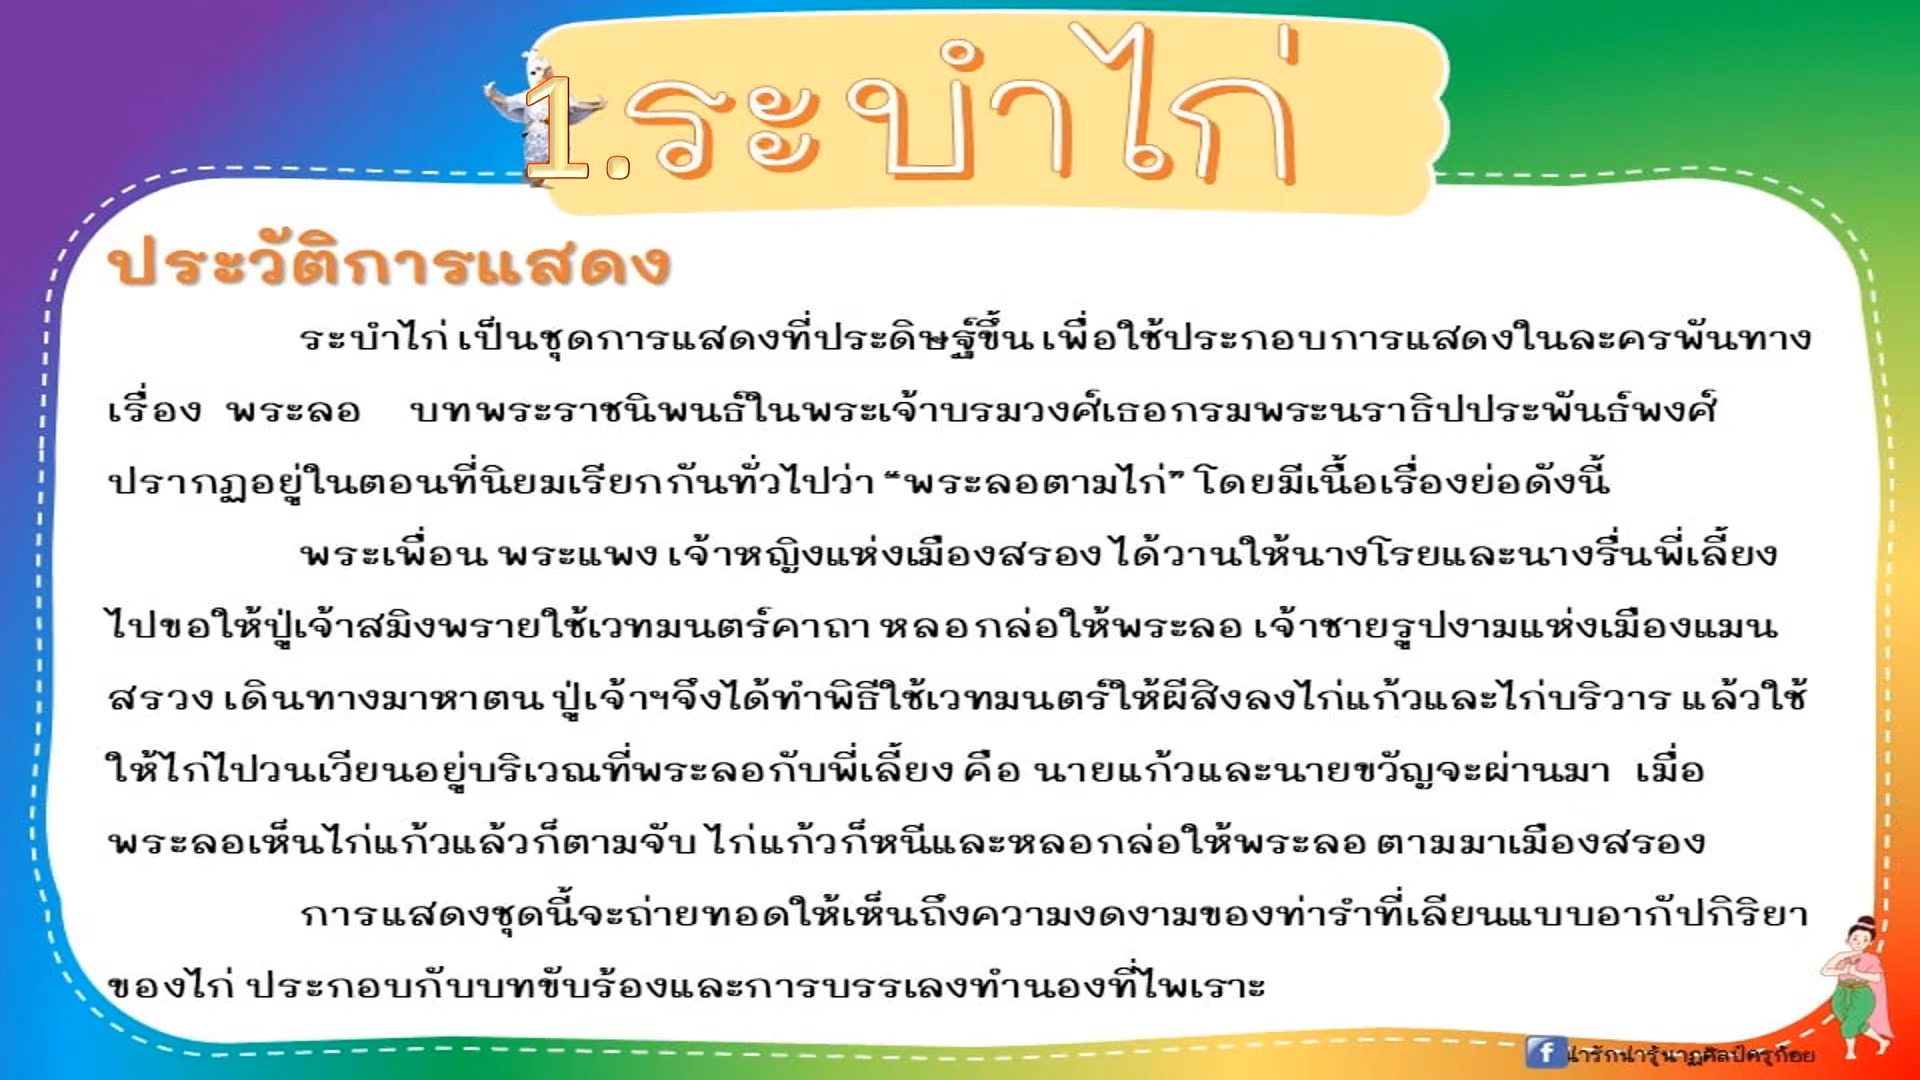 1.ระบำไก่
ประวัติการแสดง
ระบำไก่ เป็นชุดการแสดงที่ประดิษฐ์ขึ้น เพื่อใช้ประกอบการแสดงในละครพันทาง
เรื่อง พระลอ บทพระราชนิพนธ์ในพระเจ้าบรมวงศ์เธอกรมพระนราธิปประพันธ์พงศ์
ปรากฏอยู่ในตอนที่นิยมเรียกกันทั่วไปว่า “พระลอตามไก่” โดยมีเนื้อเรื่องย่อดังนี้
พระเพื่อน พระแพง เจ้าหญิงแห่งเมืองสรอง ได้วานให้นางโรยและนางรื่นพี่เลี้ยง
ไปขอให้ปู่เจ้าสมิงพรายใช้เวทมนตร์คาถา หลอกล่อให้พระลอ เจ้าชายรูปงามแห่งเมืองแมน
สรวง เดินทางมาหาตน ปู่เจ้าฯจึงได้ทำพิธีใช้เวทมนตร์ให้ผีสิงลงไก่แก้วและไก่บริวาร แล้วใช้
ให้ไก่ไปวนเวียนอยู่บริเวณที่พระลอกับพี่เลี้ยง คือ นายแก้วและนายขวัญจะผ่านมา เมื่อ
พระลอเห็นไก่แก้วแล้วก็ตามจับ ไก่แก้วก็หนีและหลอกล่อให้พระลอ ตามมาเมืองสรอง
การแสดงชุดนี้จะถ่ายทอดให้เห็นถึงความงดงามของท่ารำที่เลียนแบบอากัปกิริยา
ของไก่ ประกอบกับบทขับร้องและการบรรเลงทำนองที่ไพเราะ
น่ารักน่ารู้นาฏศิลป์ครูก้อย